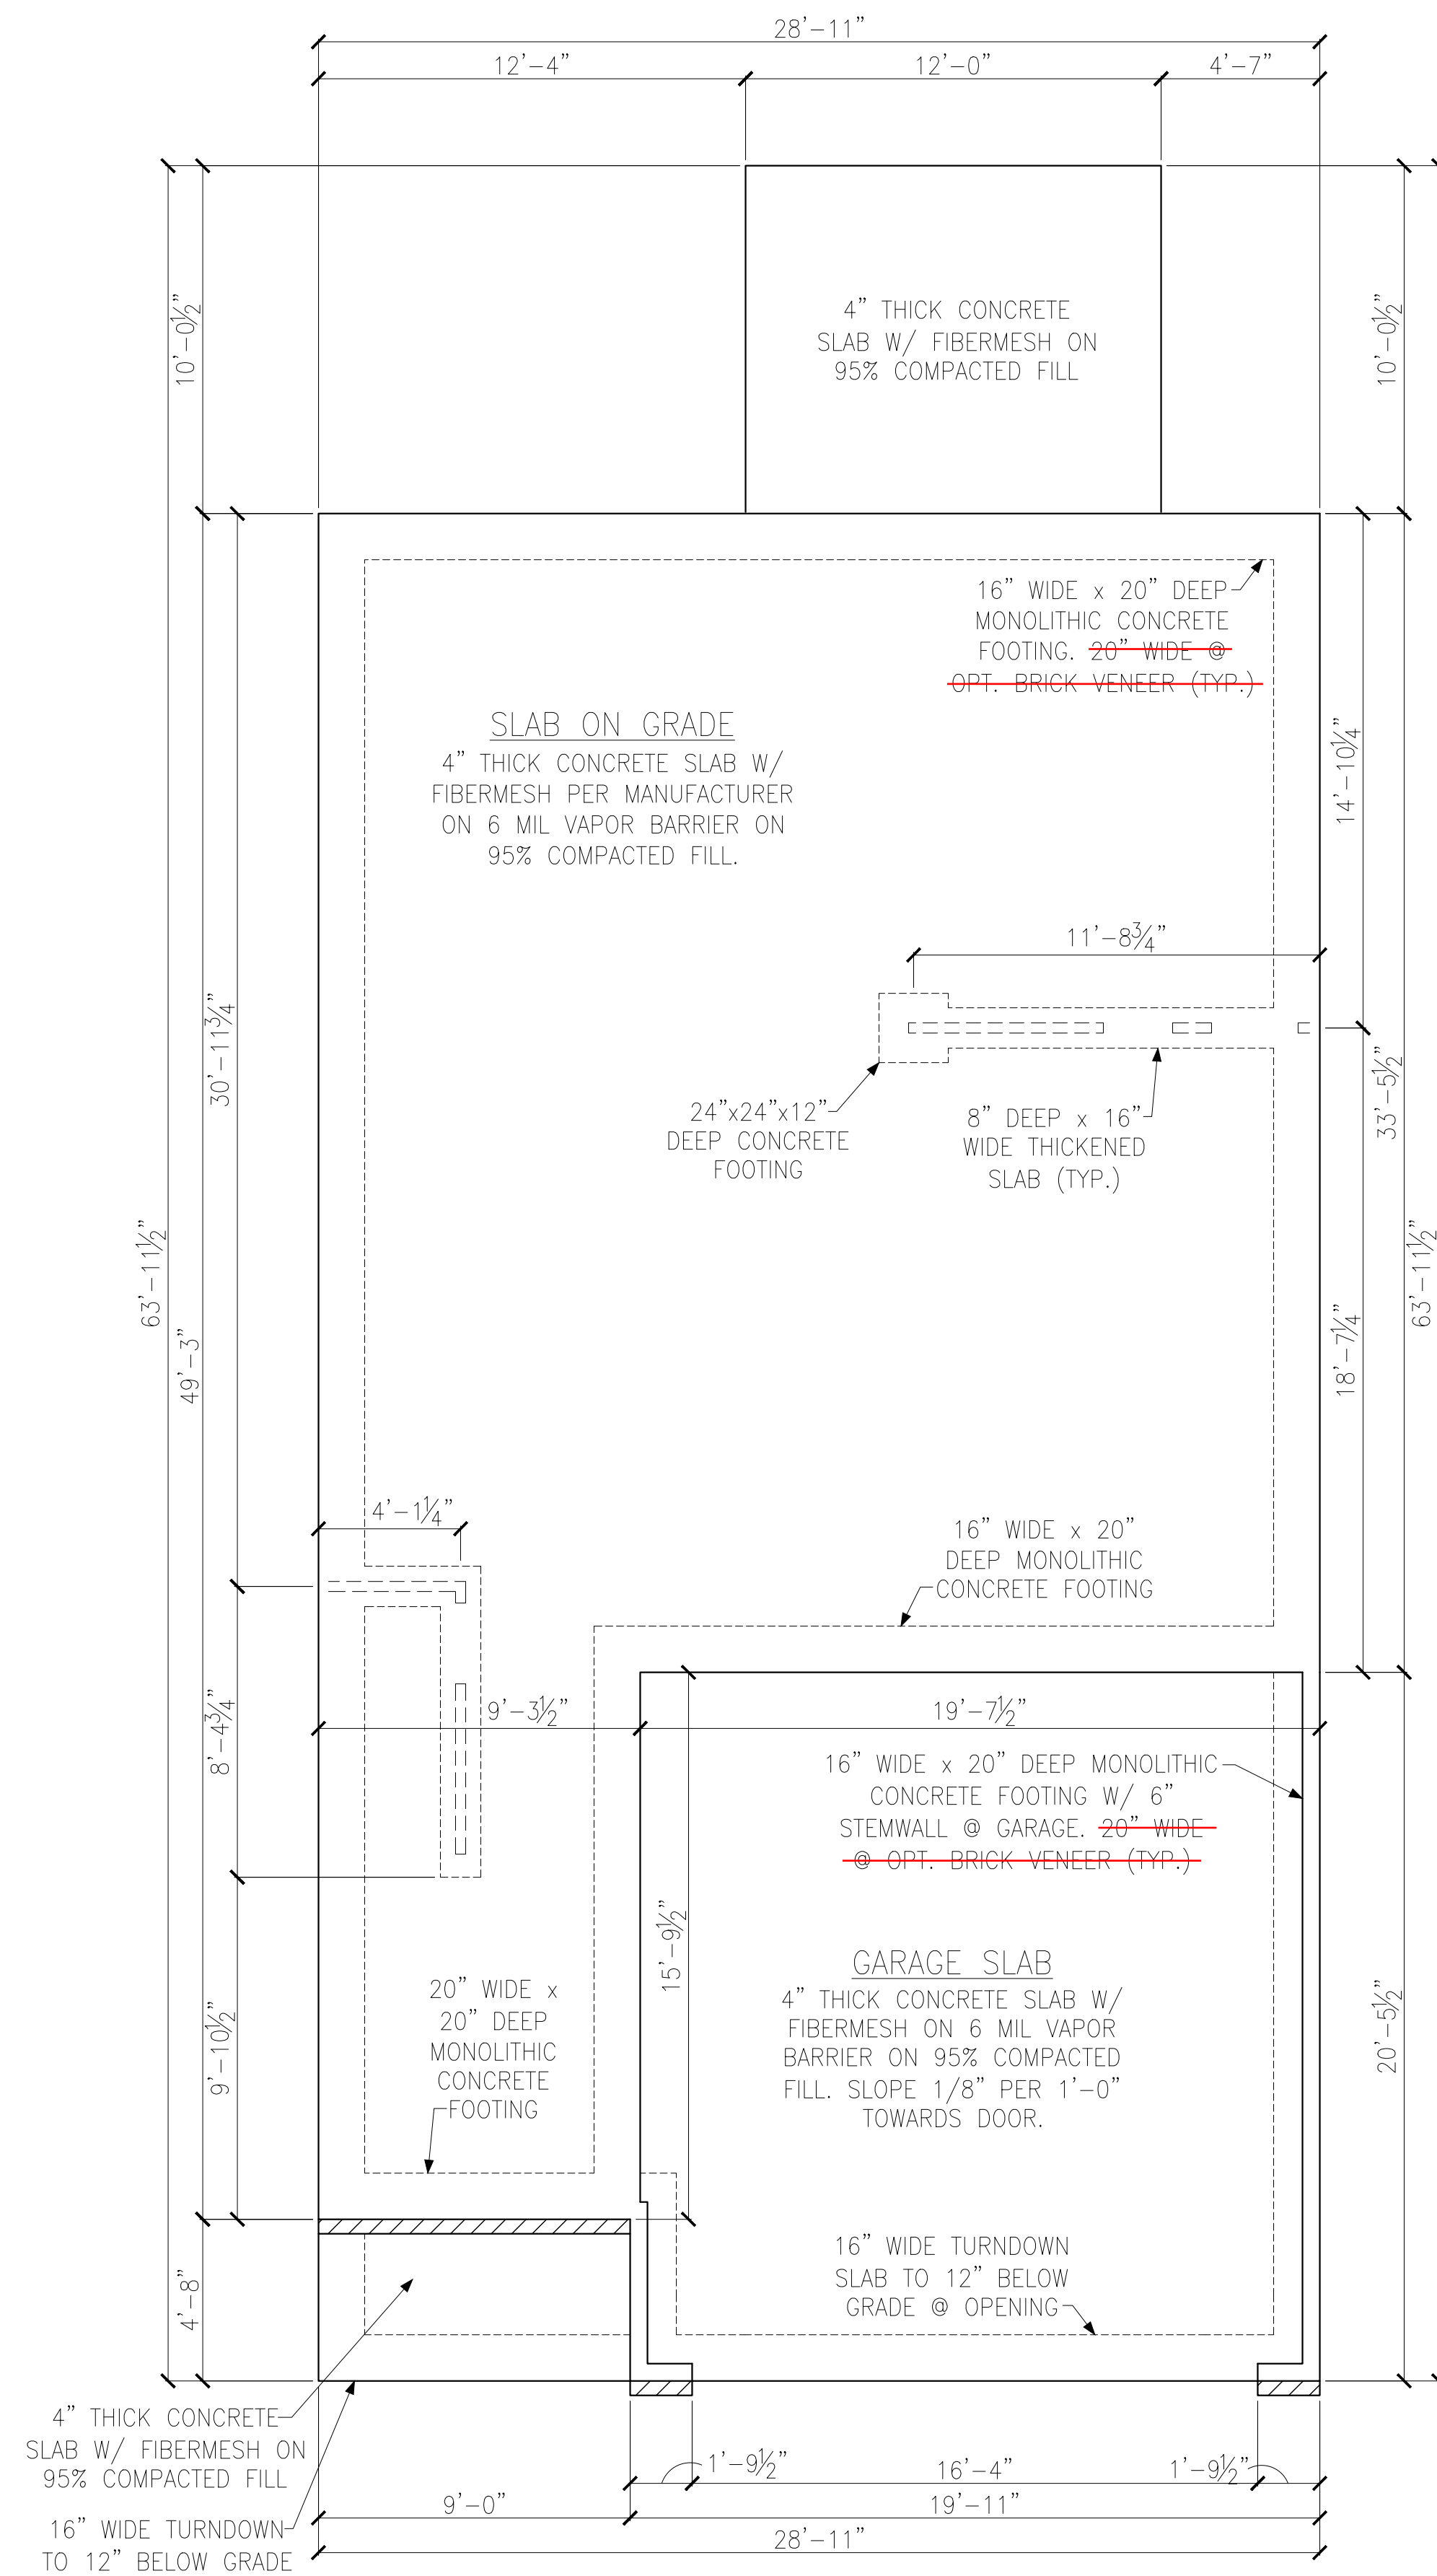 28'-11"
12'-4"
12'-0"
4'-7"
10'-0½"
10'-0½"
4" THICK CONCRETE
SLAB W/ FIBERMESH ON
95% COMPACTED FILL
16" WIDE x 20" DEEP
MONOLITHIC CONCRETE
FOOTING. 20" WIDE @
OPT. BRICK VENEER (TYP.)
SLAB ON GRADE
4" THICK CONCRETE SLAB W/
FIBERMESH PER MANUFACTURER
ON 6 MIL VAPOR BARRIER ON
95% COMPACTED FILL.
14'-10¼"
11'-8¾"
30'-11¾"
33'-5½"
24"x24"x12"
DEEP CONCRETE
FOOTING
8" DEEP x 16"
WIDE THICKENED
SLAB (TYP.)
63'-11½"
63'-11½"
49'-3"
18'-7¼"
4'-1¼"
16" WIDE x 20"
DEEP MONOLITHIC
CONCRETE FOOTING
8'-4¾"
9'-3½"
19'-7½"
16" WIDE x 20" DEEP MONOLITHIC
CONCRETE FOOTING W/ 6"
STEMWALL @ GARAGE. 20" WIDE
@ OPT. BRICK VENEER (TYP.)
15'-9½"
GARAGE SLAB
4" THICK CONCRETE SLAB W/
FIBERMESH ON 6 MIL VAPOR
BARRIER ON 95% COMPACTED
FILL. SLOPE 1/8" PER 1'-0"
TOWARDS DOOR.
20" WIDE x
20" DEEP
MONOLITHIC
CONCRETE
FOOTING
9'-10½"
20'-5½"
16" WIDE TURNDOWN
SLAB TO 12" BELOW
GRADE @ OPENING
4'-8"
4" THICK CONCRETE
SLAB W/ FIBERMESH ON
95% COMPACTED FILL
1'-9½"
16'-4"
1'-9½"
9'-0"
19'-11"
16" WIDE TURNDOWN
TO 12" BELOW GRADE
28'-11"